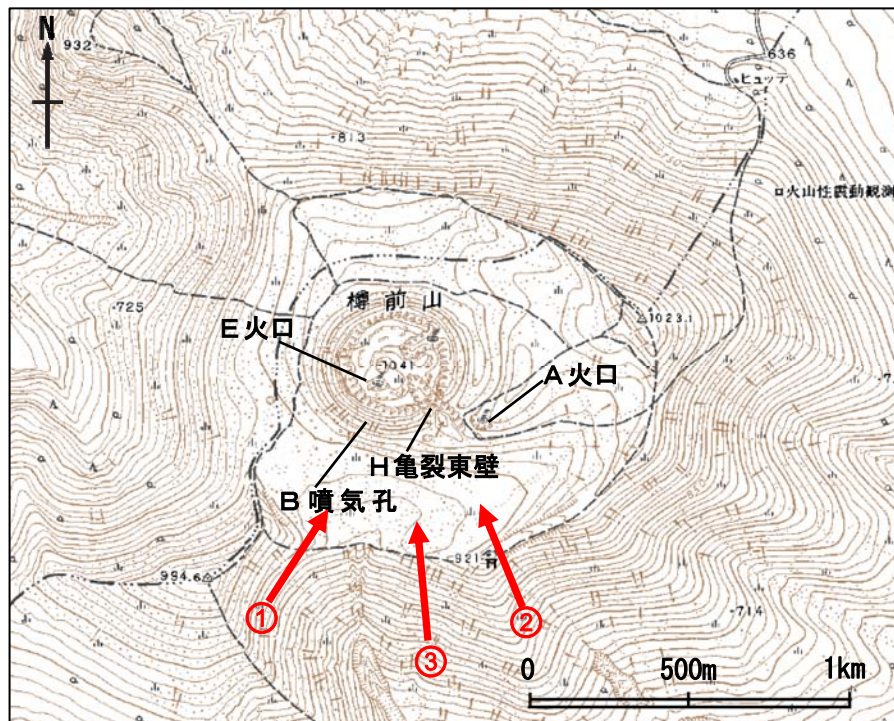 N
932
636
ヒュッテ
・813
火山性震動観測
樽前山
・725
E火口
△1023.1
・1041
A火口
H亀裂東壁
B噴気孔
・921
994.6
①
②
③
・714
0
500m
1km